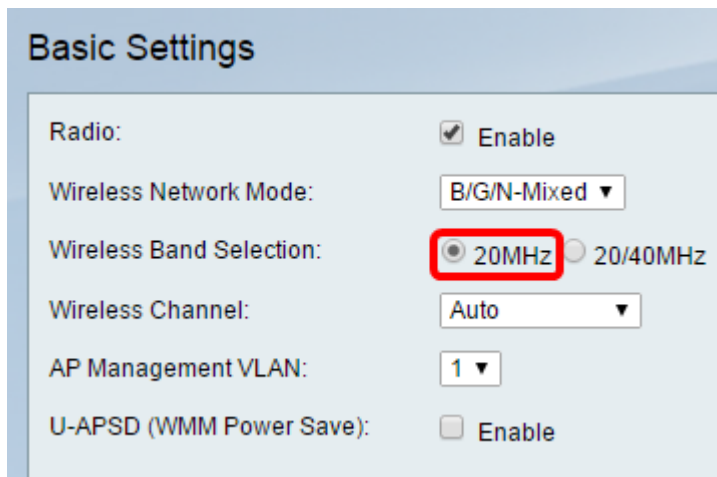 Basic Settings
Radio: Enable
Wireless Network Mode: B/G/N-Mixed
Wireless Band Selection: 20MHz 20/40MHz
Wireless Channel: Auto
AP Management VLAN: 1
U-APSD (WMM Power Save): Enable